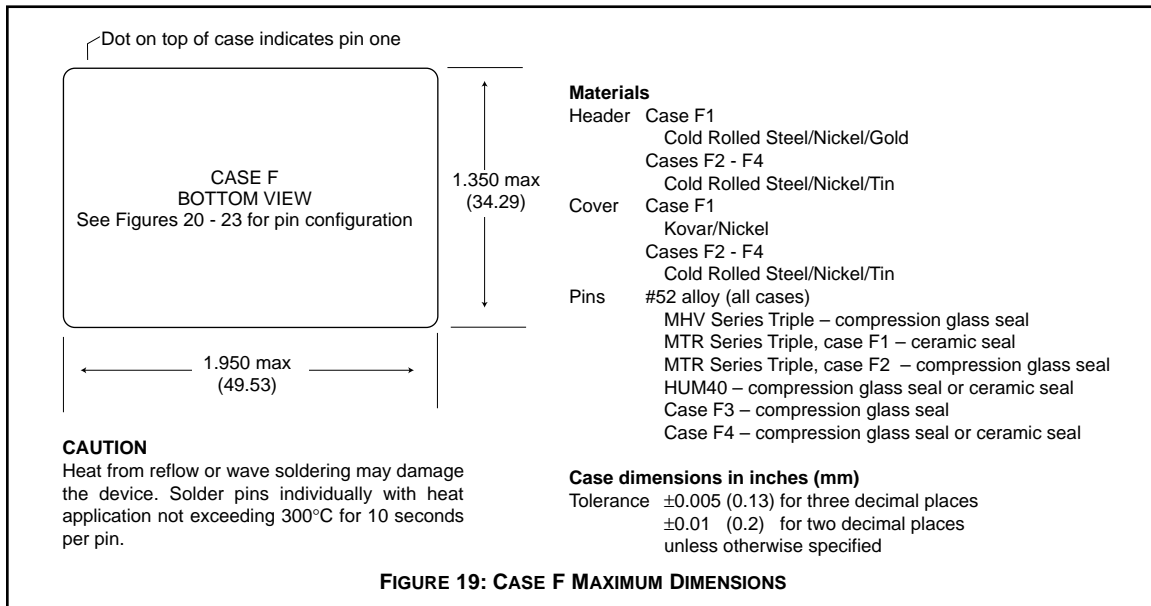 Dot on top of case indicates pin one
CASE F
BOTTOM VIEW
See Figures 20 - 23 for pin configuration
1.350 max
(34.29)
1.950 max
(49.53)
CAUTION
Heat from reflow or wave soldering may damage
the device. Solder pins individually with heat
application not exceeding 300°C for 10 seconds
per pin.
Materials
Header Case F1
Cold Rolled Steel/Nickel/Gold
Cases F2 - F4
Cold Rolled Steel/Nickel/Tin
Cover Case F1
Kovar/Nickel
Cases F2 - F4
Cold Rolled Steel/Nickel/Tin
Pins #52 alloy (all cases)
MHV Series Triple – compression glass seal
MTR Series Triple, case F1 – ceramic seal
MTR Series Triple, case F2 – compression glass seal
HUM40 – compression glass seal or ceramic seal
Case F3 – compression glass seal
Case F4 – compression glass seal or ceramic seal
Case dimensions in inches (mm)
Tolerance ±0.005 (0.13) for three decimal places
±0.01 (0.2) for two decimal places
unless otherwise specified
FIGURE 19: CASE F MAXIMUM DIMENSIONS